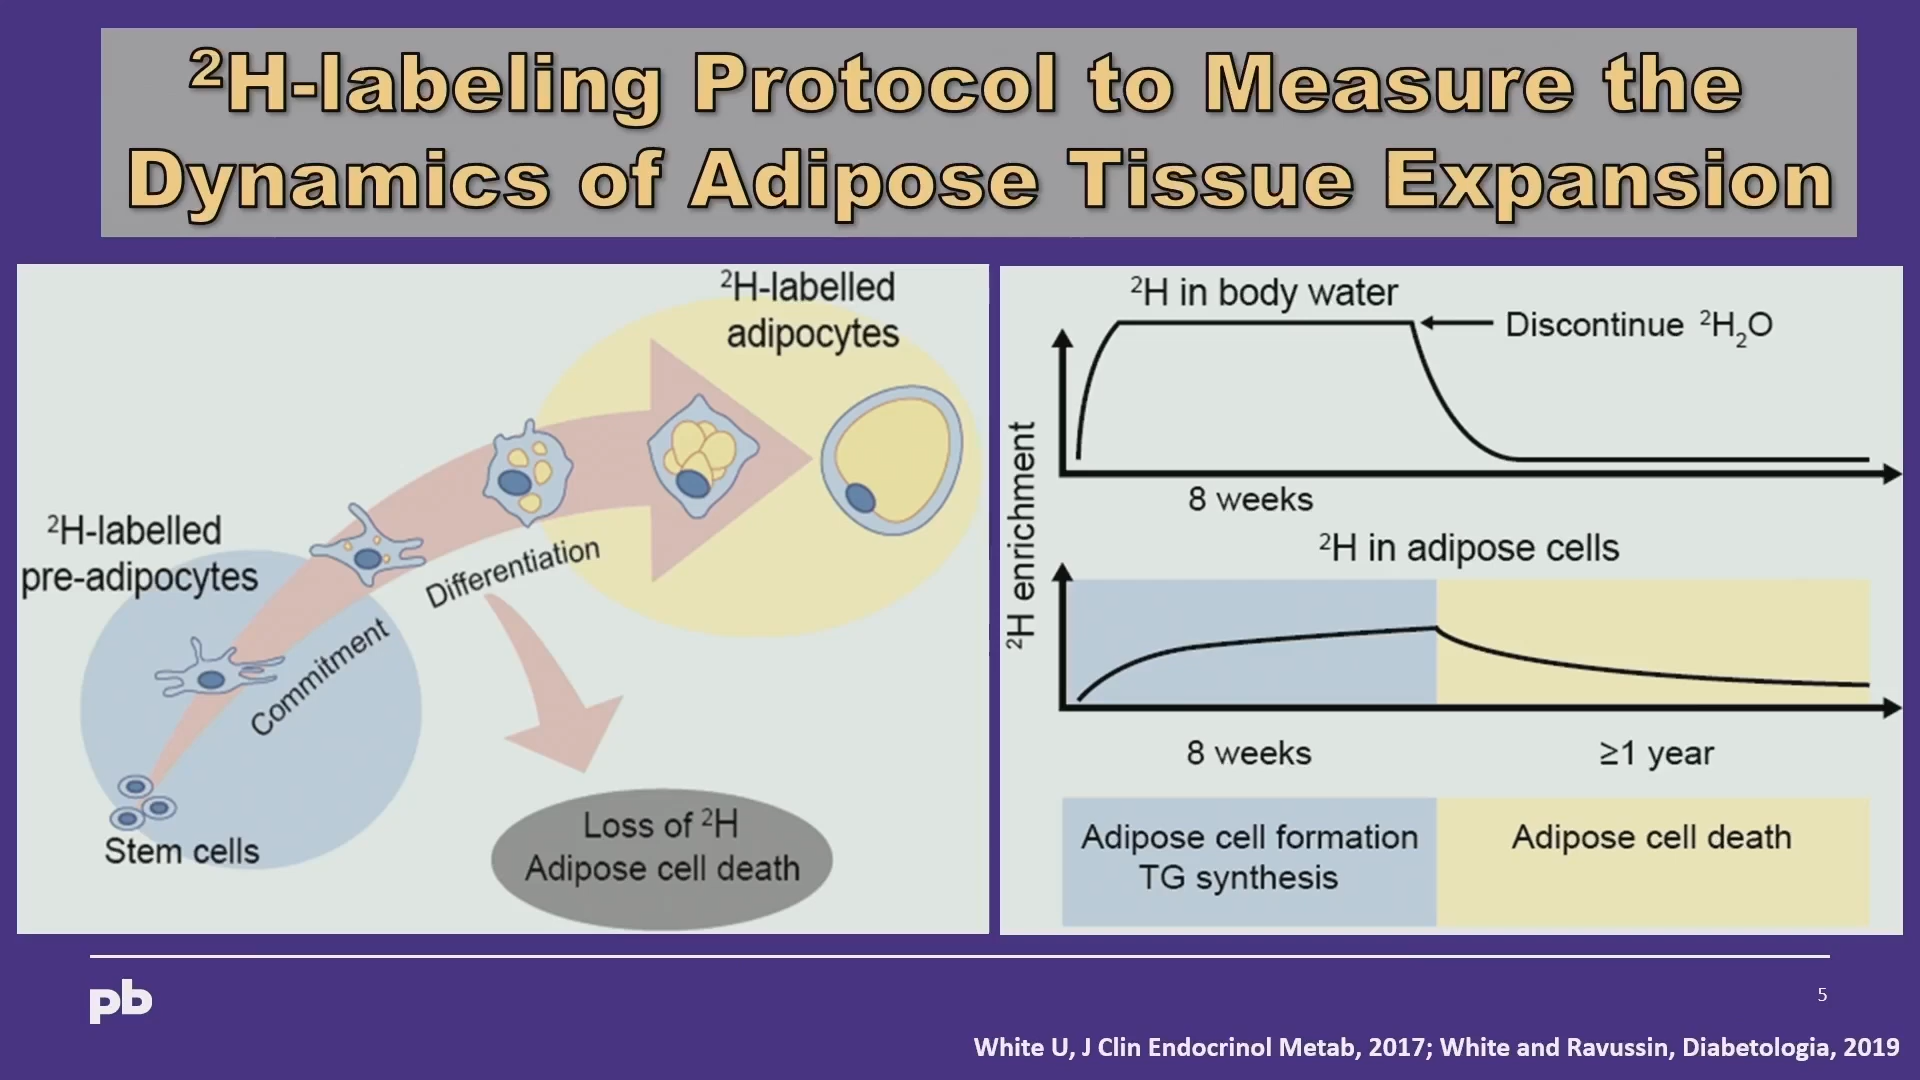 ²H-labeling Protocol to Measure the
Dynamics of Adipose Tissue Expansion
²H-labelled
adipocytes
²H-labelled
pre-adipocytes
Differentiation
Commitment
Stem cells
Loss of ²H
Adipose cell death
²H in body water
Discontinue ²H₂O
8 weeks
²H enrichment
²H in adipose cells
8 weeks
≥1 year
Adipose cell formation
TG synthesis
Adipose cell death
pb
5
White U, J Clin Endocrinol Metab, 2017; White and Ravussin, Diabetologia, 2019